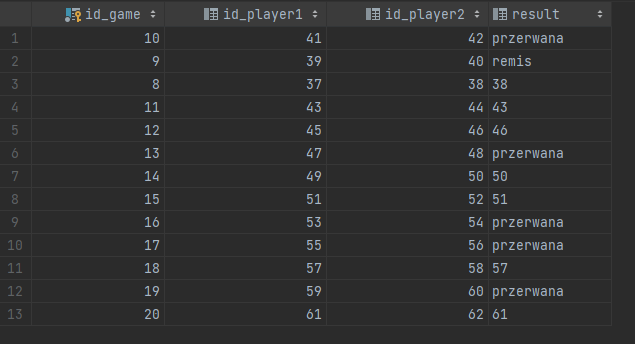 id_game id_player1 id_player2 result
1 10 41 42 przerwana
2 9 39 40 remis
3 8 37 38 38
4 11 43 44 43
5 12 45 46 46
6 13 47 48 przerwana
7 14 49 50 50
8 15 51 52 51
9 16 53 54 przerwana
10 17 55 56 przerwana
11 18 57 58 57
12 19 59 60 przerwana
13 20 61 62 61